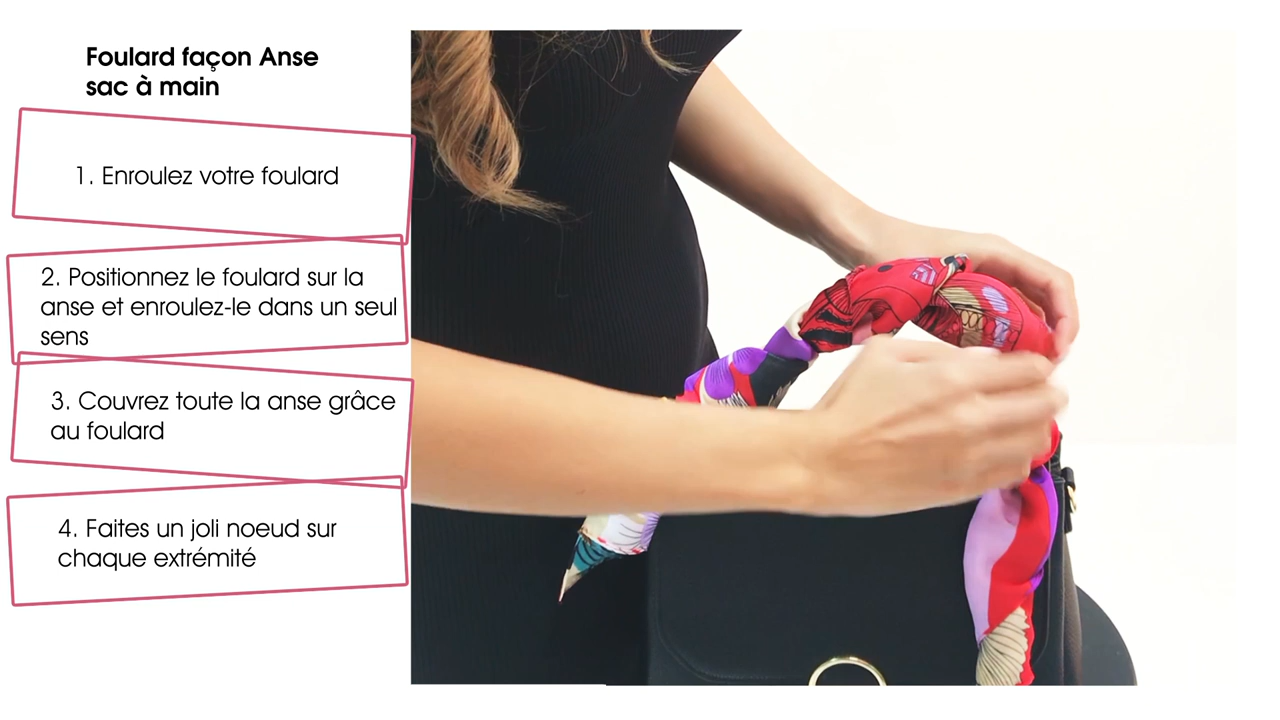 Foulard façon Anse
sac à main
1. Enroulez votre foulard
2. Positionnez le foulard sur la
anse et enroulez-le dans un seul
sens
3. Couvrez toute la anse grâce
au foulard
4. Faites un joli noeud sur
chaque extrémité